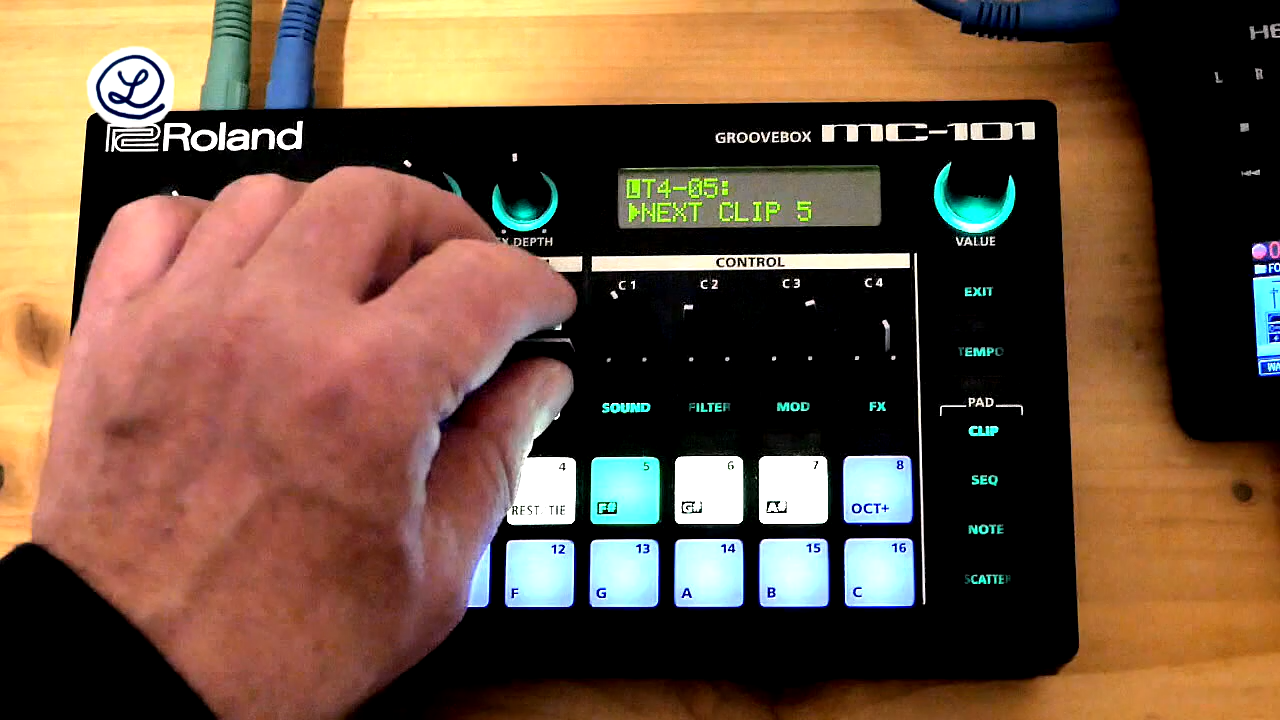 L
Roland
GROOVEBOX MC-101
LT4-05:
▶NEXT CLIP 5
DEPTH
VALUE
CONTROL
C1 C2 C3 C4
EXIT
TEMPO
SOUND FILTER MOD FX
PAD
CLIP
SEQ
NOTE
SCATTER
4 5 6 7 8
REST. TIE F# G# A# OCT+
12 13 14 15 16
F G A B C
L R